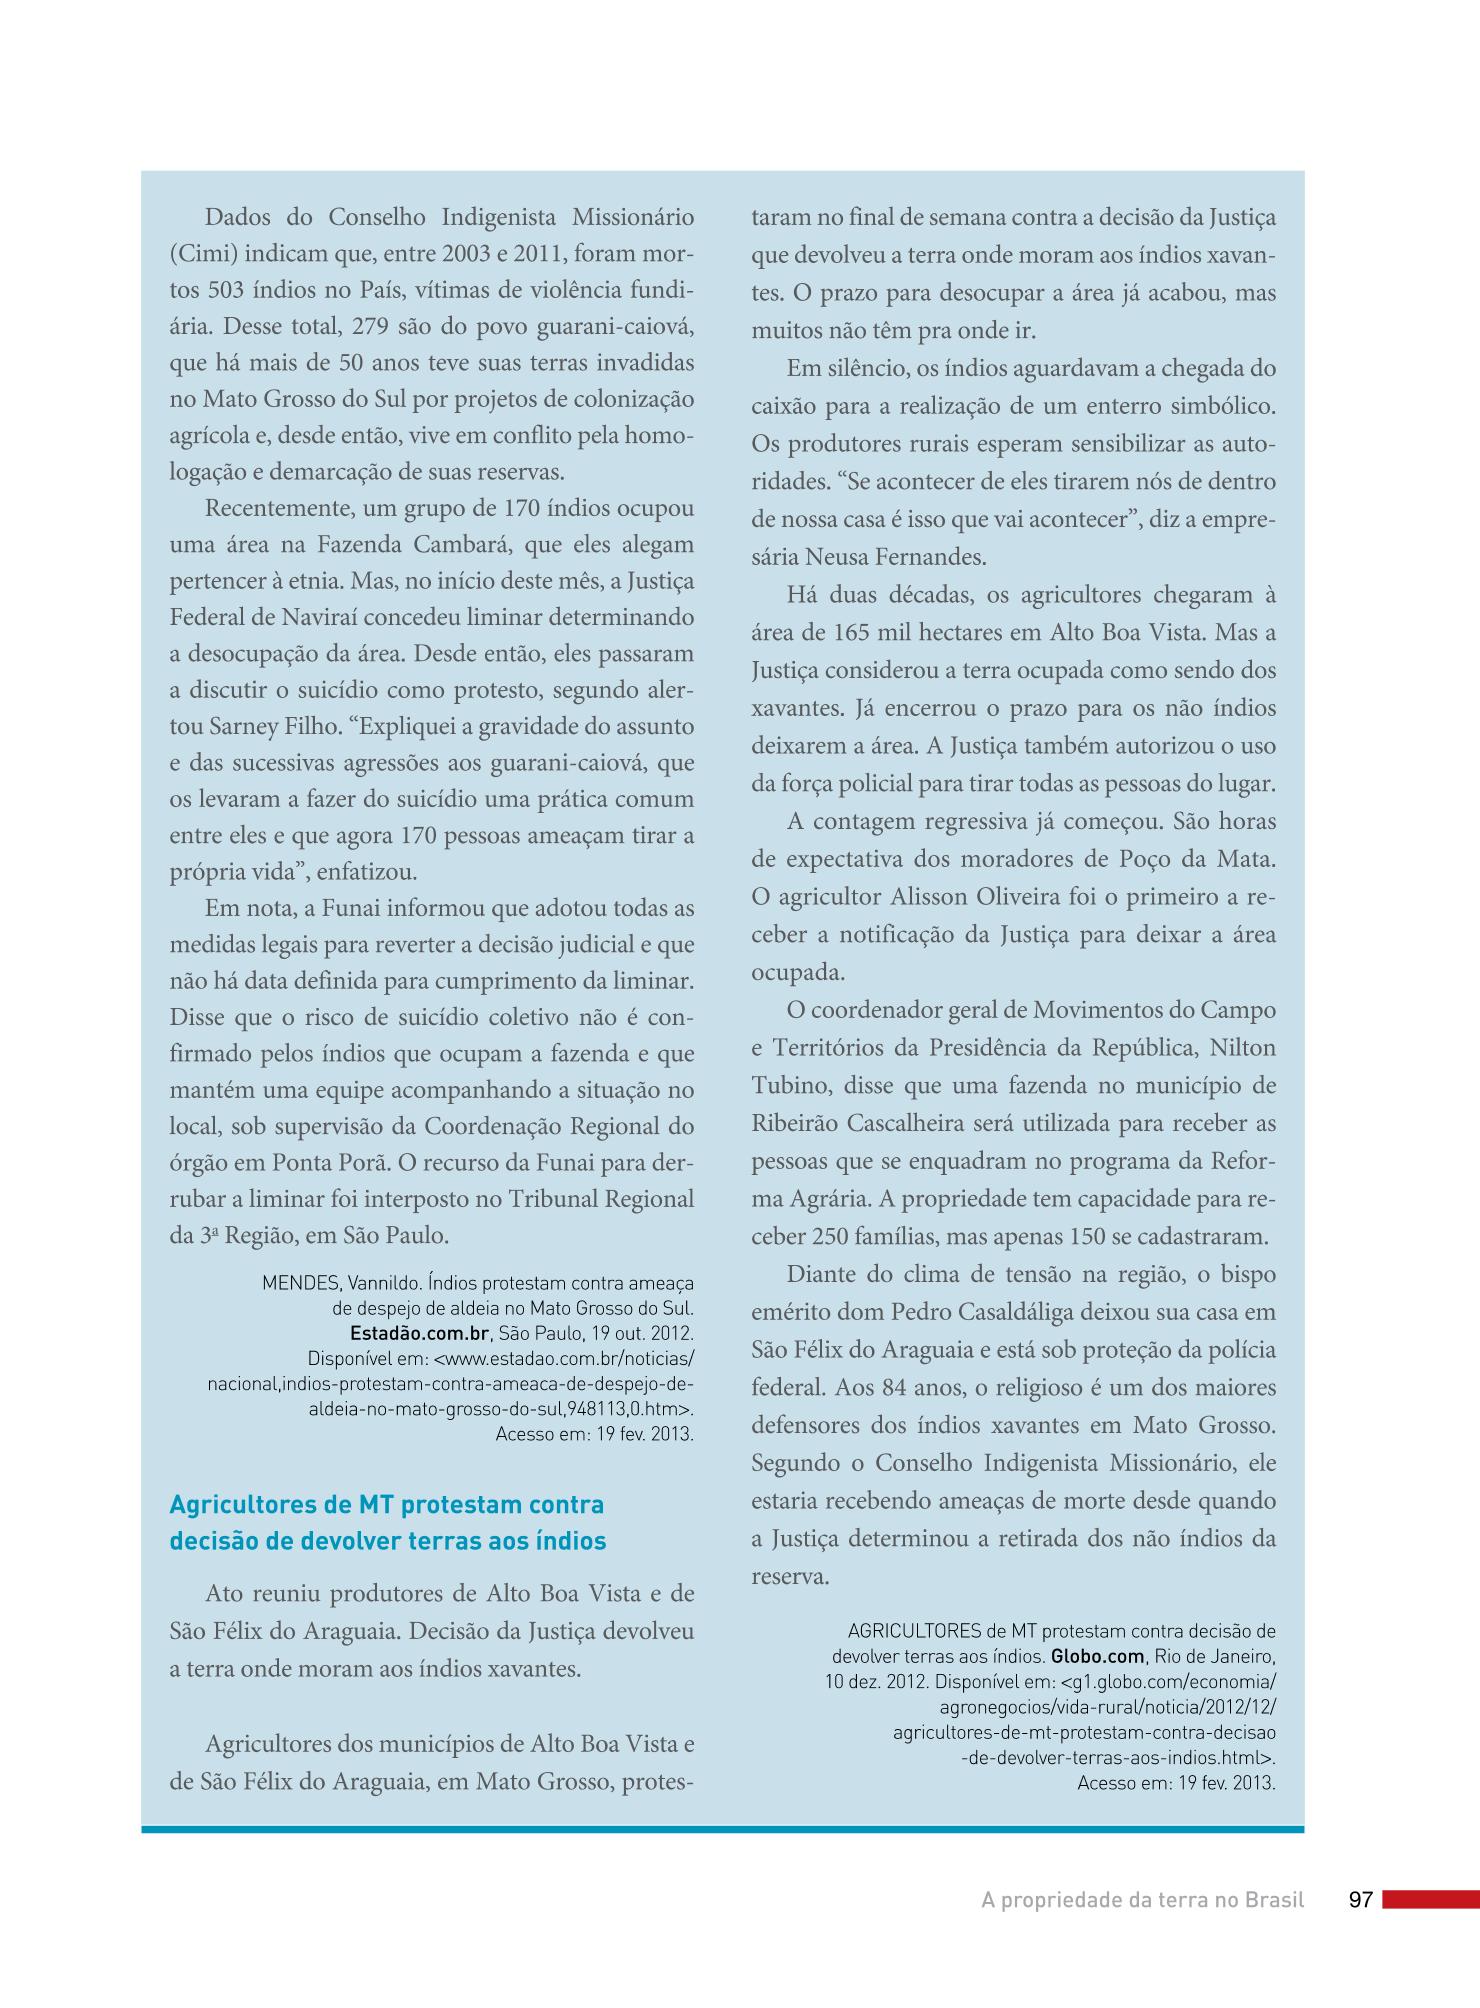 Dados do Conselho Indigenista Missionário
(Cimi) indicam que, entre 2003 e 2011, foram mor-
tos 503 índios no País, vítimas de violência fundi-
ária. Desse total, 279 são do povo guarani-caiová,
que há mais de 50 anos teve suas terras invadidas
no Mato Grosso do Sul por projetos de colonização
agrícola e, desde então, vive em conflito pela homo-
logação e demarcação de suas reservas.
Recentemente, um grupo de 170 índios ocupou
uma área na Fazenda Cambará, que eles alegam
pertencer à etnia. Mas, no início deste mês, a Justiça
Federal de Naviraí concedeu liminar determinando
a desocupação da área. Desde então, eles passaram
a discutir o suicídio como protesto, segundo aler-
tou Sarney Filho. “Expliquei a gravidade do assunto
e das sucessivas agressões aos guarani-caiová, que
os levaram a fazer do suicídio uma prática comum
entre eles e que agora 170 pessoas ameaçam tirar a
própria vida”, enfatizou.
Em nota, a Funai informou que adotou todas as
medidas legais para reverter a decisão judicial e que
não há data definida para cumprimento da liminar.
Disse que o risco de suicídio coletivo não é con-
firmado pelos índios que ocupam a fazenda e que
mantém uma equipe acompanhando a situação no
local, sob supervisão da Coordenação Regional do
órgão em Ponta Porã. O recurso da Funai para der-
rubar a liminar foi interposto no Tribunal Regional
da 3ª Região, em São Paulo.
MENDES, Vannildo. Índios protestam contra ameaça
de despejo de aldeia no Mato Grosso do Sul.
Estadão.com.br, São Paulo, 19 out. 2012.
Disponível em: <www.estadao.com.br/noticias/
nacional,indios-protestam-contra-ameaca-de-despejo-de-
aldeia-no-mato-grosso-do-sul,948113,0.htm>.
Acesso em: 19 fev. 2013.
Agricultores de MT protestam contra
decisão de devolver terras aos índios
Ato reuniu produtores de Alto Boa Vista e de
São Félix do Araguaia. Decisão da Justiça devolveu
a terra onde moram aos índios xavantes.
Agricultores dos municípios de Alto Boa Vista e
de São Félix do Araguaia, em Mato Grosso, protes-
taram no final de semana contra a decisão da Justiça
que devolveu a terra onde moram aos índios xavan-
tes. O prazo para desocupar a área já acabou, mas
muitos não têm pra onde ir.
Em silêncio, os índios aguardavam a chegada do
caixão para a realização de um enterro simbólico.
Os produtores rurais esperam sensibilizar as auto-
ridades. “Se acontecer de eles tirarem nós de dentro
de nossa casa é isso que vai acontecer”, diz a empre-
sária Neusa Fernandes.
Há duas décadas, os agricultores chegaram à
área de 165 mil hectares em Alto Boa Vista. Mas a
Justiça considerou a terra ocupada como sendo dos
xavantes. Já encerrou o prazo para os não índios
deixarem a área. A Justiça também autorizou o uso
da força policial para tirar todas as pessoas do lugar.
A contagem regressiva já começou. São horas
de expectativa dos moradores de Poço da Mata.
O agricultor Alisson Oliveira foi o primeiro a re-
ceber a notificação da Justiça para deixar a área
ocupada.
O coordenador geral de Movimentos do Campo
e Territórios da Presidência da República, Nilton
Tubino, disse que uma fazenda no município de
Ribeirão Cascalheira será utilizada para receber as
pessoas que se enquadram no programa da Refor-
ma Agrária. A propriedade tem capacidade para re-
ceber 250 famílias, mas apenas 150 se cadastraram.
Diante do clima de tensão na região, o bispo
emérito dom Pedro Casaldáliga deixou sua casa em
São Félix do Araguaia e está sob proteção da polícia
federal. Aos 84 anos, o religioso é um dos maiores
defensores dos índios xavantes em Mato Grosso.
Segundo o Conselho Indigenista Missionário, ele
estaria recebendo ameaças de morte desde quando
a Justiça determinou a retirada dos não índios da
reserva.
AGRICULTORES de MT protestam contra decisão de
devolver terras aos índios. Globo.com, Rio de Janeiro,
10 dez. 2012. Disponível em: <g1.globo.com/economia/
agronegocios/vida-rural/noticia/2012/12/
agricultores-de-mt-protestam-contra-decisao
-de-devolver-terras-aos-indios.html>.
Acesso em: 19 fev. 2013.
A propriedade da terra no Brasil 97